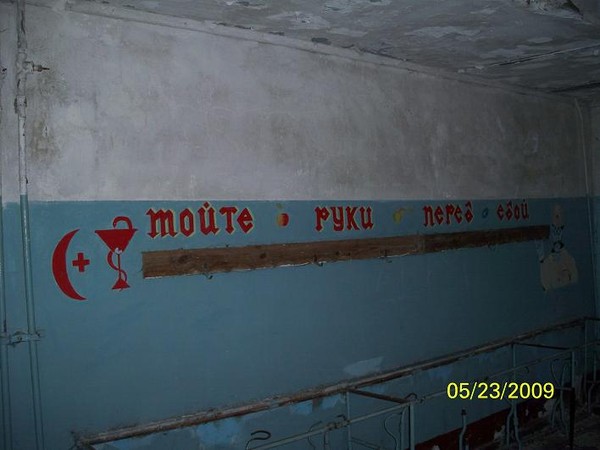 мойте руки перед едой
05/23/2009